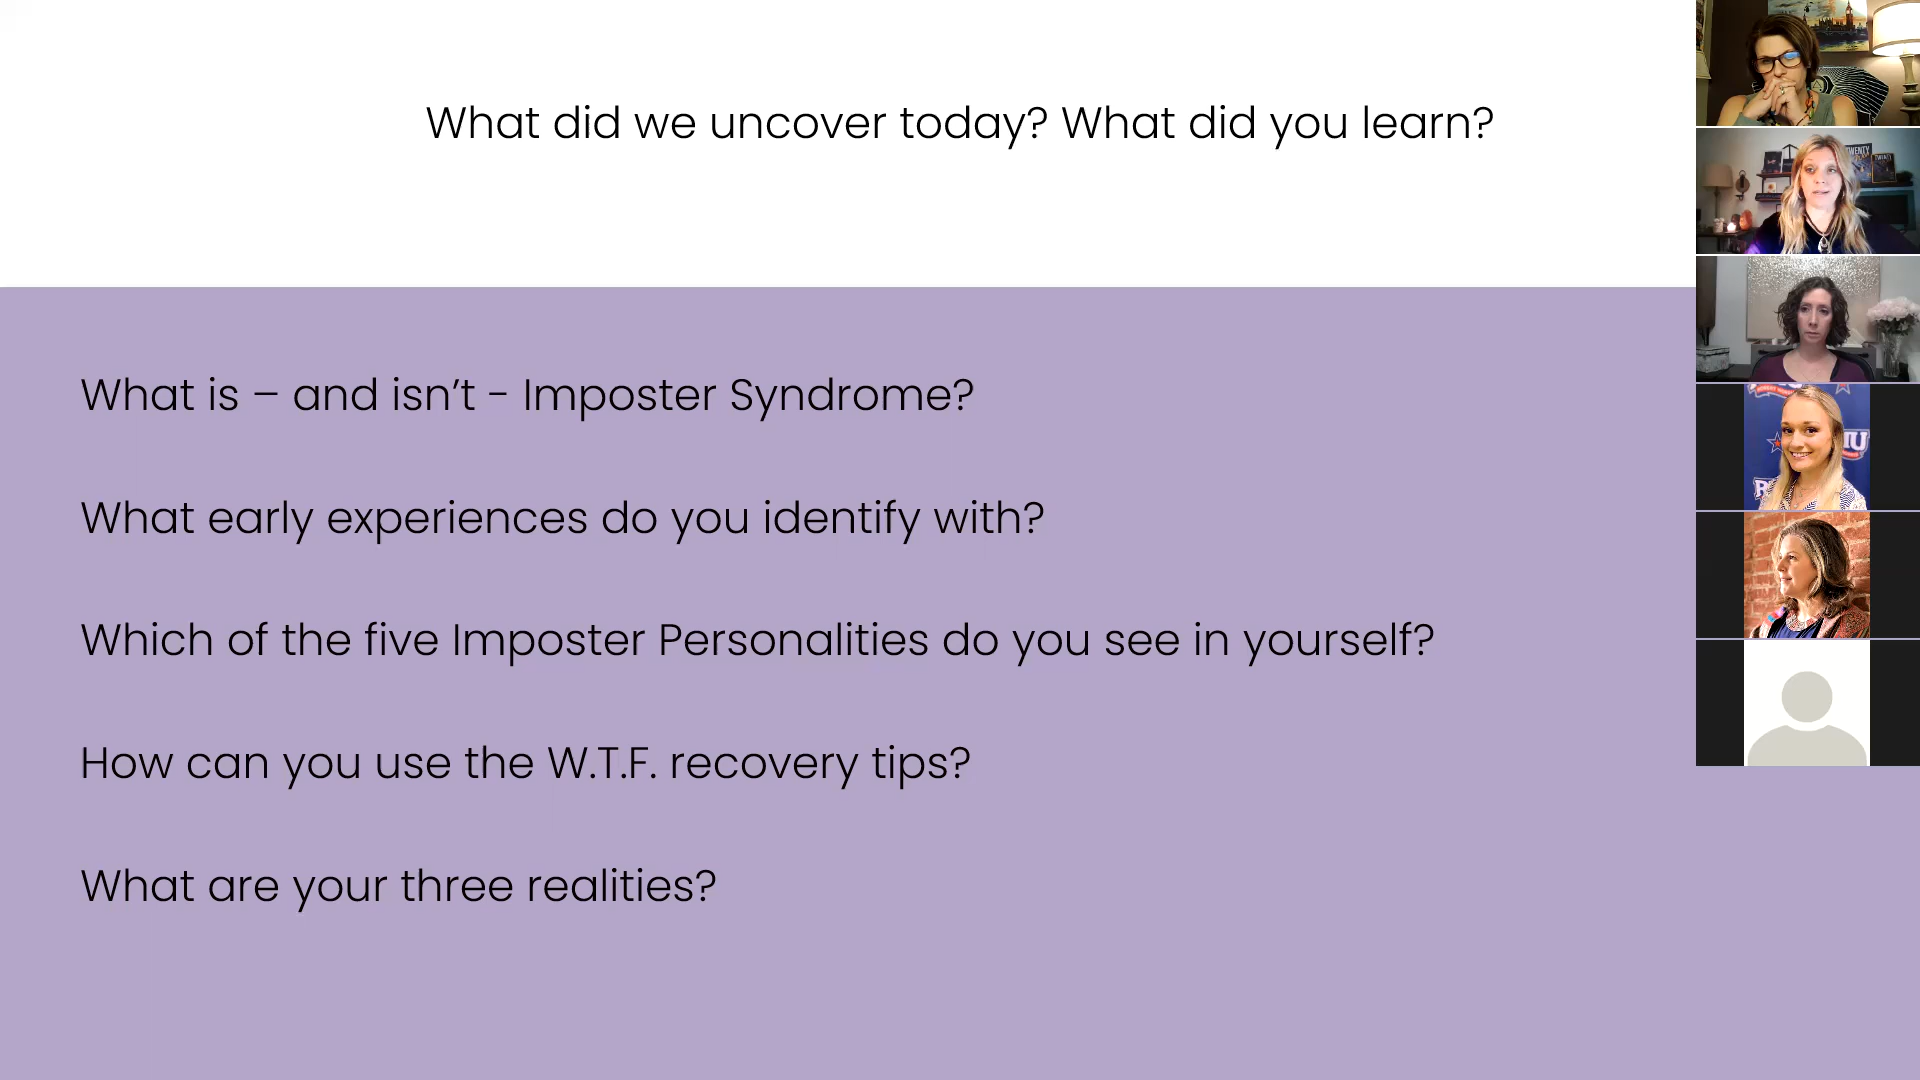 What did we uncover today? What did you learn?
What is – and isn’t - Imposter Syndrome?
What early experiences do you identify with?
Which of the five Imposter Personalities do you see in yourself?
How can you use the W.T.F. recovery tips?
What are your three realities?
TWENTY